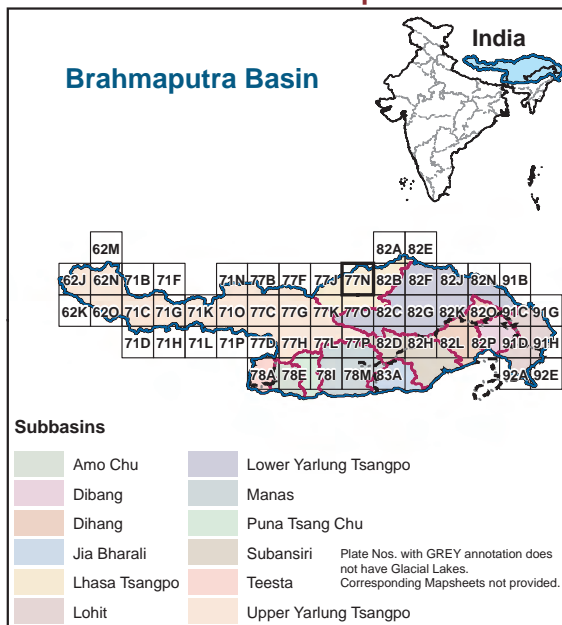 India
Brahmaputra Basin
62M 82A 82E
62J 62N 71B 71F 71N 77B 77F 77J 77N 82B 82F 82J 82N 91B
62K 62O 71C 71G 71K 71O 77C 77G 77K 77O 82C 82G 82K 82O 91C 91G
71D 71H 71L 71P 77D 77H 77L 77P 82D 82H 82L 82P 91D 91H
78A 78E 78I 78M 83A 92A 92E
Subbasins
Amo Chu
Dibang
Dihang
Jia Bharali
Lhasa Tsangpo
Lohit
Lower Yarlung Tsangpo
Manas
Puna Tsang Chu
Subansiri
Teesta
Upper Yarlung Tsangpo
Plate Nos. with GREY annotation does
not have Glacial Lakes.
Corresponding Mapsheets not provided.